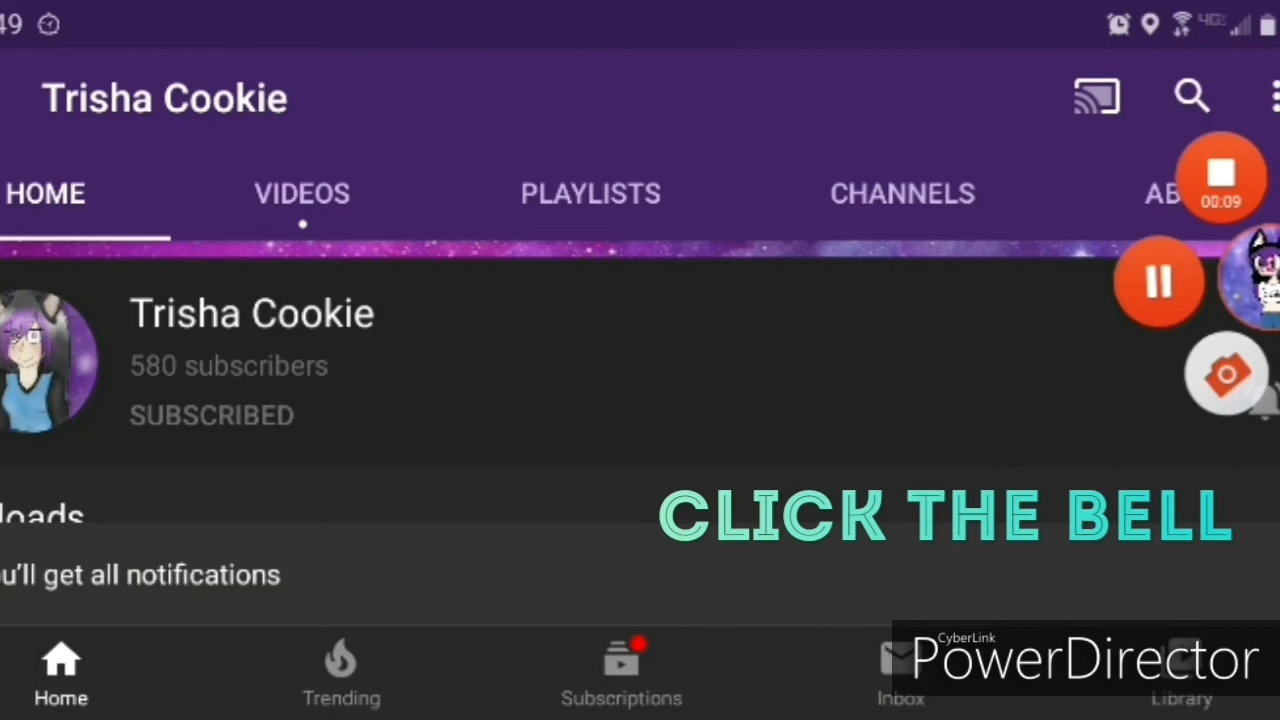 49
4G
Trisha Cookie
HOME
VIDEOS
PLAYLISTS
CHANNELS
AB
00:09
Trisha Cookie
580 subscribers
SUBSCRIBED
loads
CLICK THE BELL
u'll get all notifications
CyberLink
PowerDirector
Home
Trending
Subscriptions
Inbox
Library